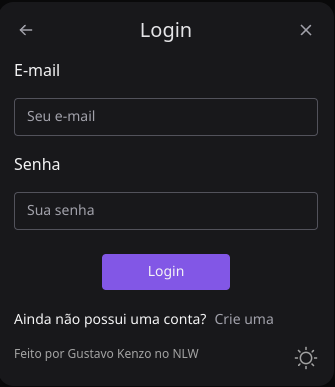 Login
E-mail
Seu e-mail
Senha
Sua senha
Login
Ainda não possui uma conta? Crie uma
Feito por Gustavo Kenzo no NLW